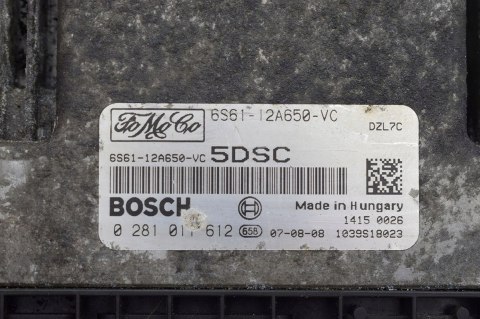 FoMoCo
6S61-12A650-VC
DZL7C
6S61-12A650-VC 5DSC
BOSCH
Made in Hungary
1415 0026
0 281 011 612 658 07-08-08 1039S18023